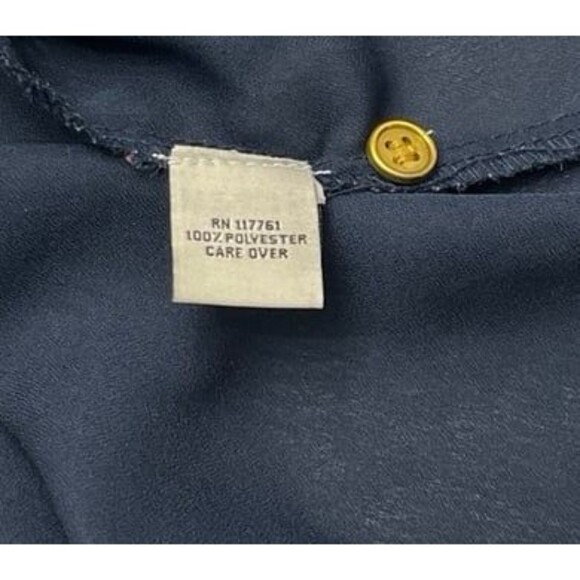 RN 117761
100% POLYESTER
CARE OVER